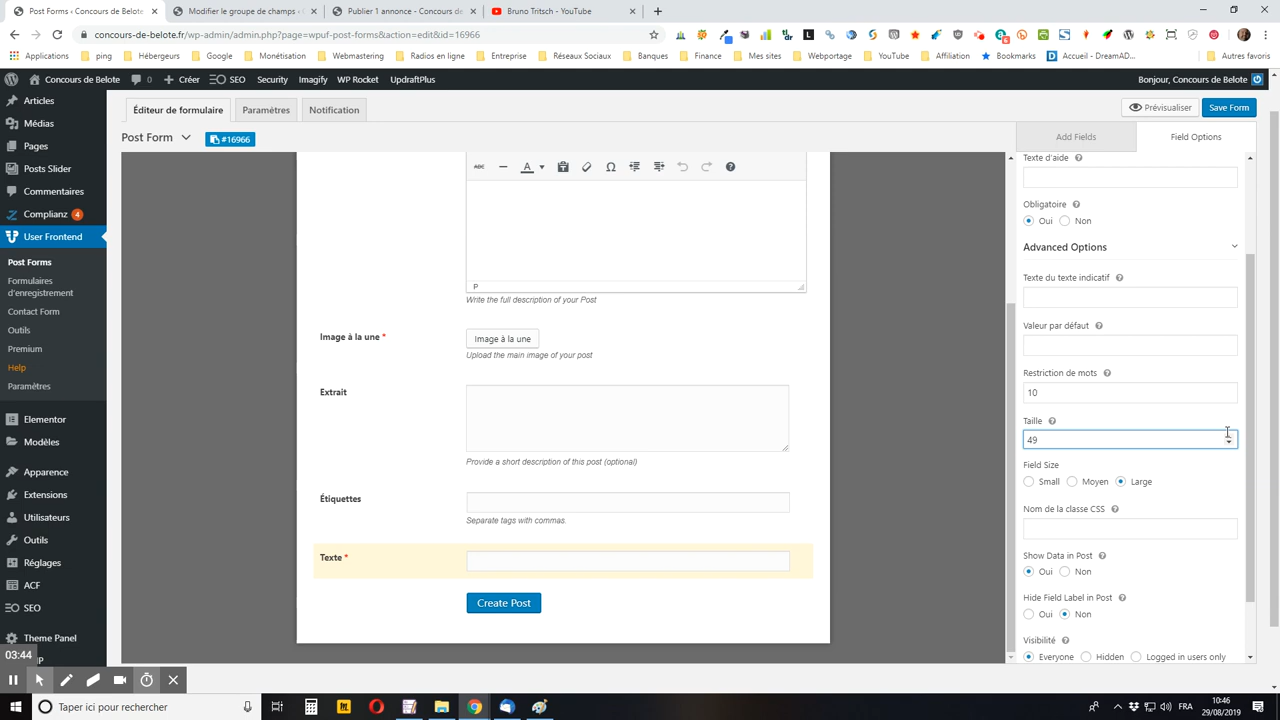 Post Forms ‹ Concours de Belote
Modifier le groupe de champs ‹ C
Publier 1 annonce - Concours de
Bruno Tritsch - YouTube
concours-de-belote.fr/wp-admin/admin.php?page=wpuf-post-forms&action=edit&id=16966
Applications
ping
Hébergeurs
Google
Monétisation
Webmastering
Radios en ligne
Entreprise
Réseaux Sociaux
Banques
Finance
Mes sites
Webportage
YouTube
Affiliation
Bookmarks
Accueil - DreamAD...
Autres favoris
Concours de Belote
0
Créer
SEO
Security
Imagify
WP Rocket
UpdraftPlus
Bonjour, Concours de Belote
Articles
Médias
Pages
Posts Slider
Commentaires
Complianz 4
User Frontend
Post Forms
Formulaires
d'enregistrement
Contact Form
Outils
Premium
Help
Paramètres
Elementor
Modèles
Apparence
Extensions
Utilisateurs
Outils
Réglages
ACF
SEO
Theme Panel
03:44
Éditeur de formulaire
Paramètres
Notification
Prévisualiser
Save Form
Post Form
#16966
ABC
A
P
Write the full description of your Post
Image à la une *
Image à la une
Upload the main image of your post
Extrait
Provide a short description of this post (optional)
Étiquettes
Separate tags with commas.
Texte *
Create Post
Add Fields
Field Options
Texte d'aide
Obligatoire
Oui
Non
Advanced Options
Texte du texte indicatif
Valeur par défaut
Restriction de mots
10
Taille
49
Field Size
Small
Moyen
Large
Nom de la classe CSS
Show Data in Post
Oui
Non
Hide Field Label in Post
Oui
Non
Visibilité
Everyone
Hidden
Logged in users only
Taper ici pour rechercher
FRA
10:46
29/08/2019